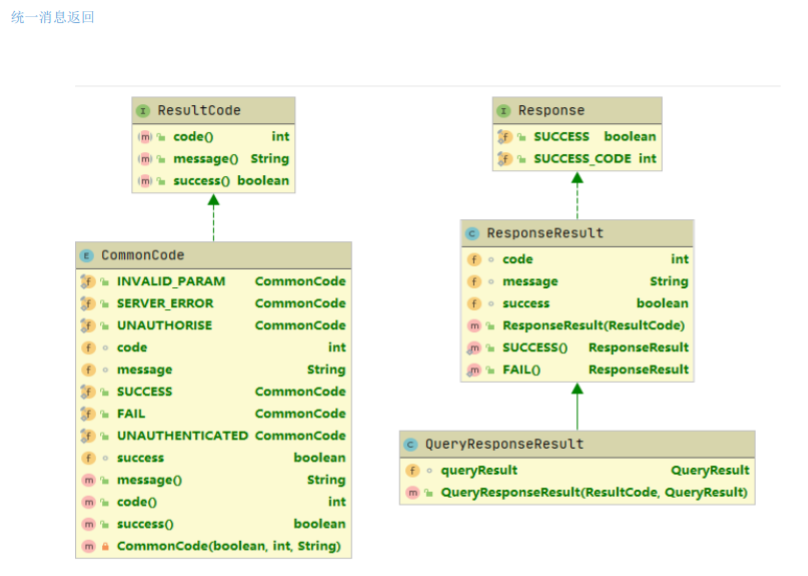 统一消息返回
ResultCode
code() int
message() String
success() boolean
Response
SUCCESS boolean
SUCCESS_CODE int
CommonCode
INVALID_PARAM CommonCode
SERVER_ERROR CommonCode
UNAUTHORISE CommonCode
code int
message String
SUCCESS CommonCode
FAIL CommonCode
UNAUTHENTICATED CommonCode
success boolean
message() String
code() int
success() boolean
CommonCode(boolean, int, String)
ResponseResult
code int
message String
success boolean
ResponseResult(ResultCode)
SUCCESS() ResponseResult
FAIL() ResponseResult
QueryResponseResult
queryResult QueryResult
QueryResponseResult(ResultCode, QueryResult)